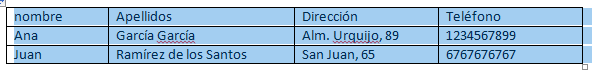 nombre Apellidos Dirección Teléfono
Ana García García Alm. Urquijo, 89 1234567899
Juan Ramírez de los Santos San Juan, 65 6767676767